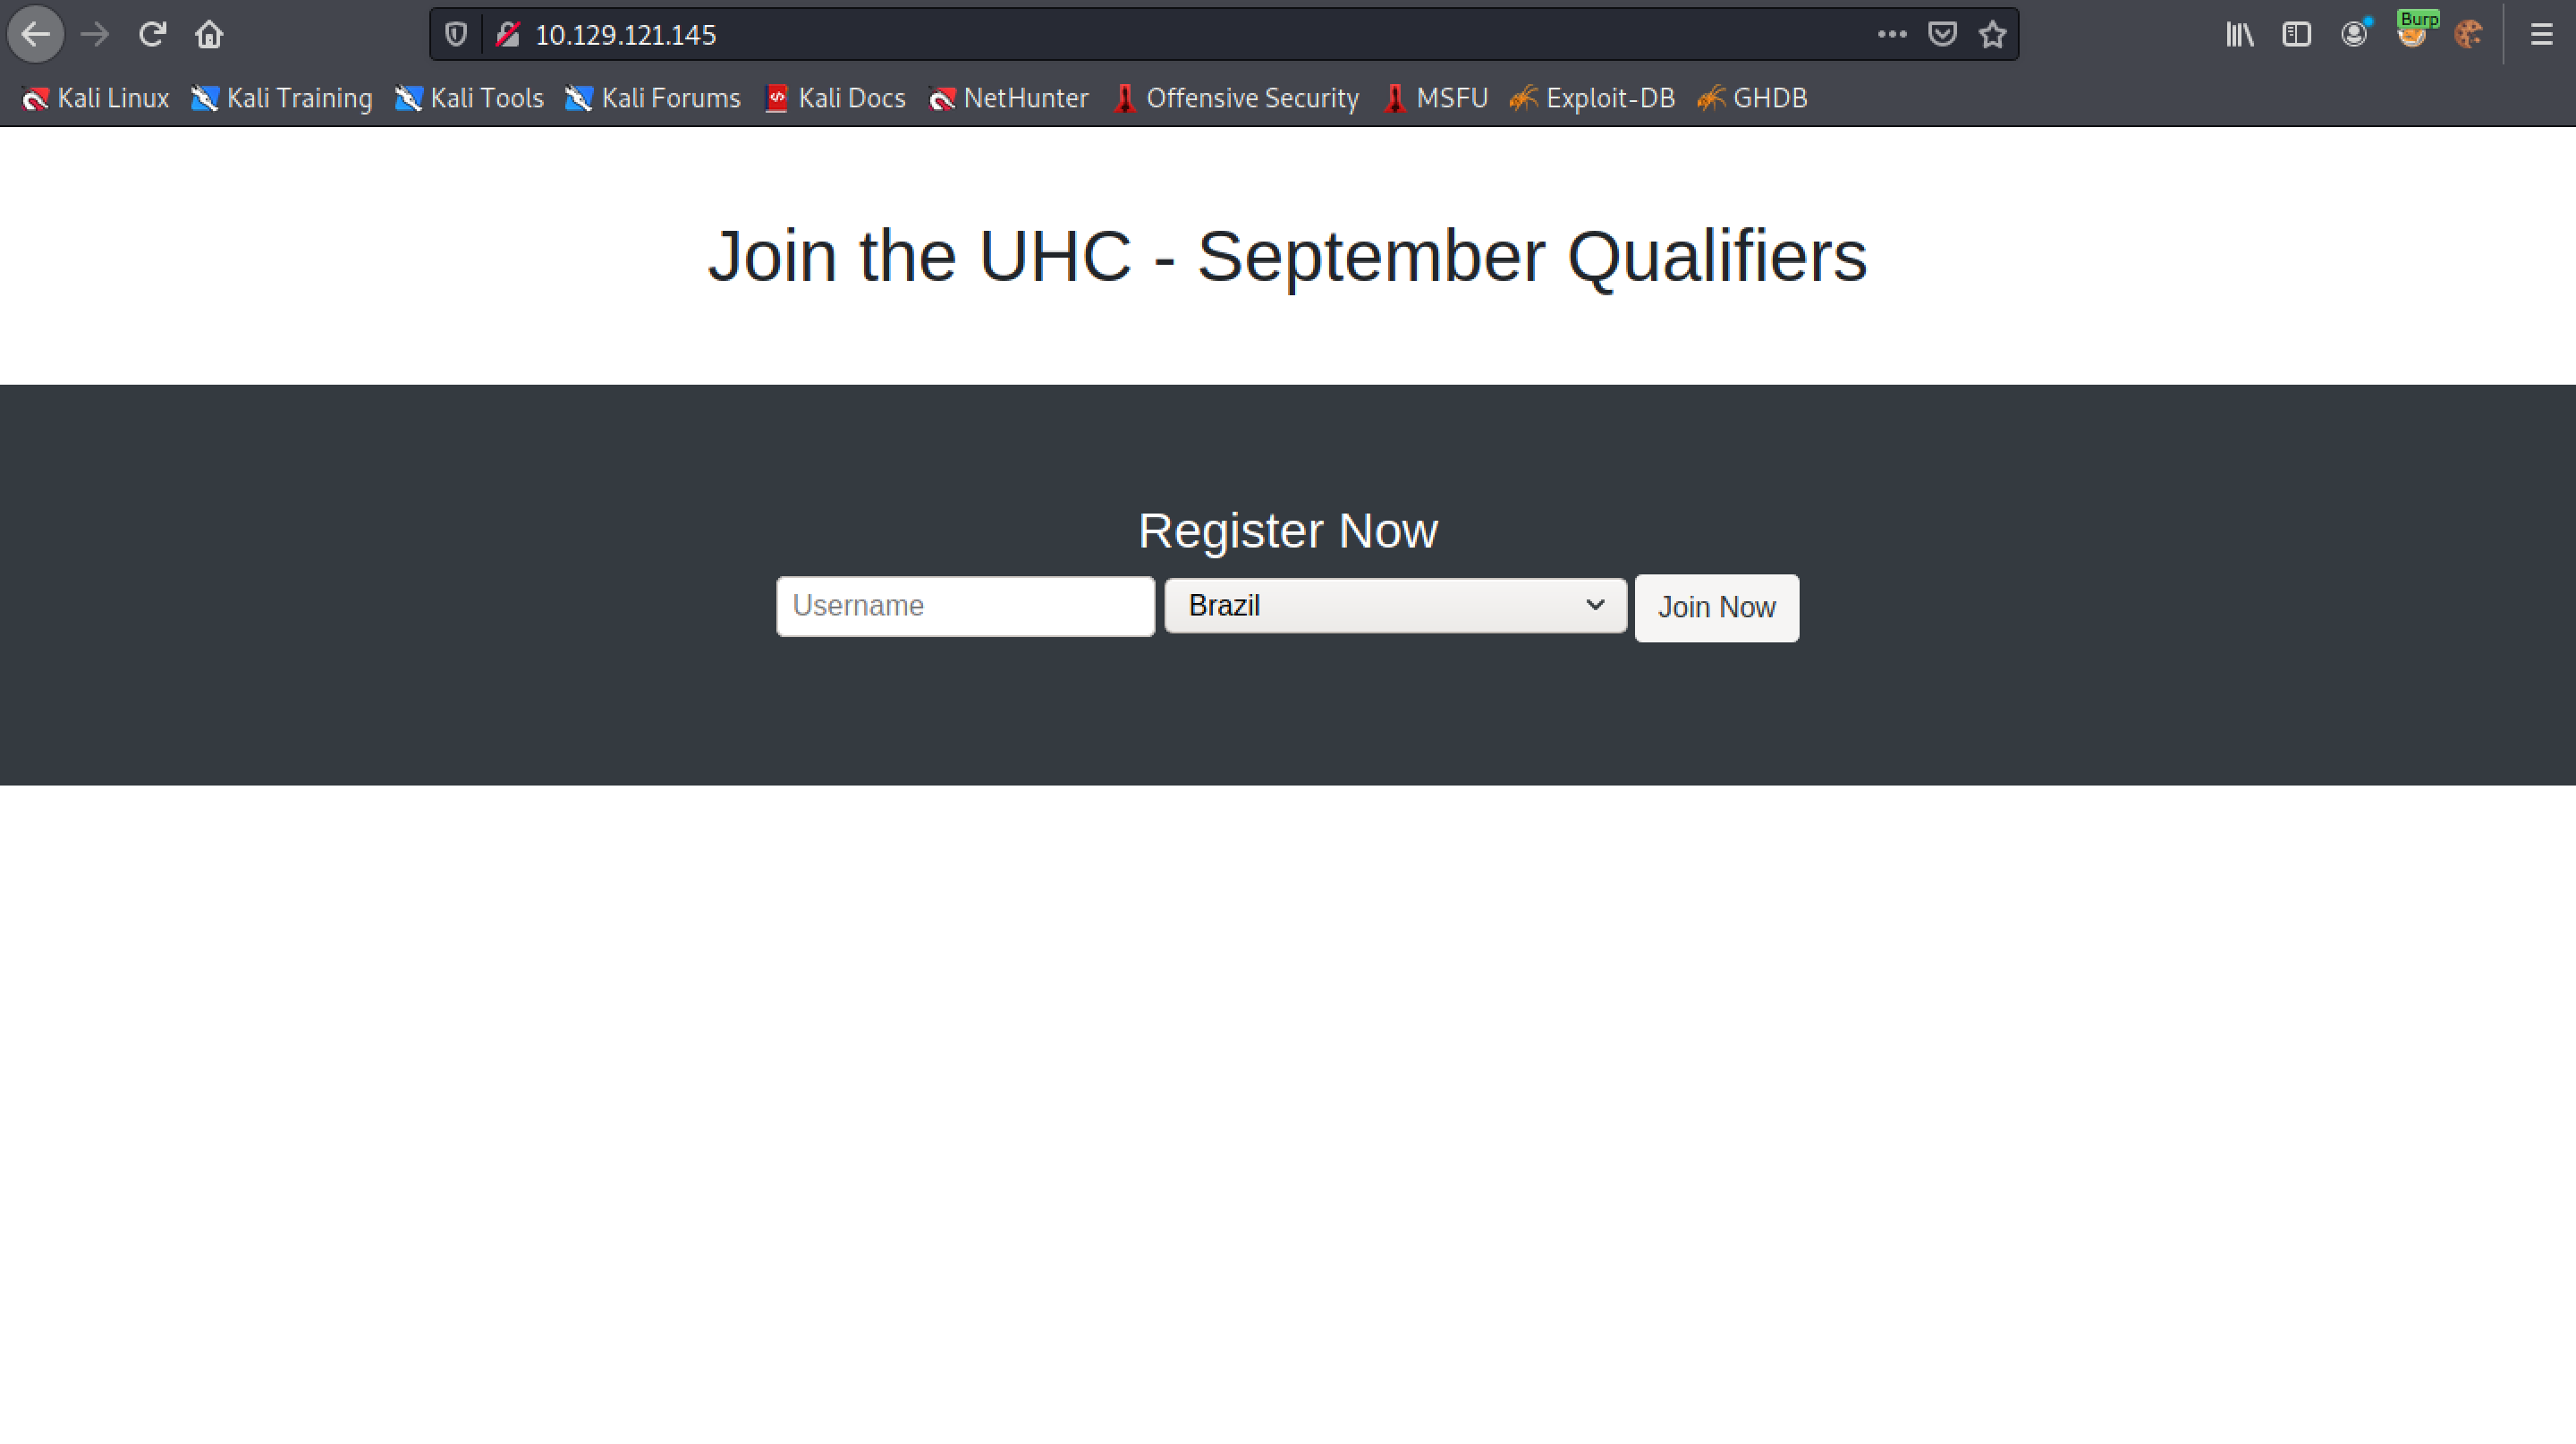 10.129.121.145
Burp
Kali Linux Kali Training Kali Tools Kali Forums Kali Docs NetHunter Offensive Security MSFU Exploit-DB GHDB
Join the UHC - September Qualifiers
Register Now
Username Brazil Join Now